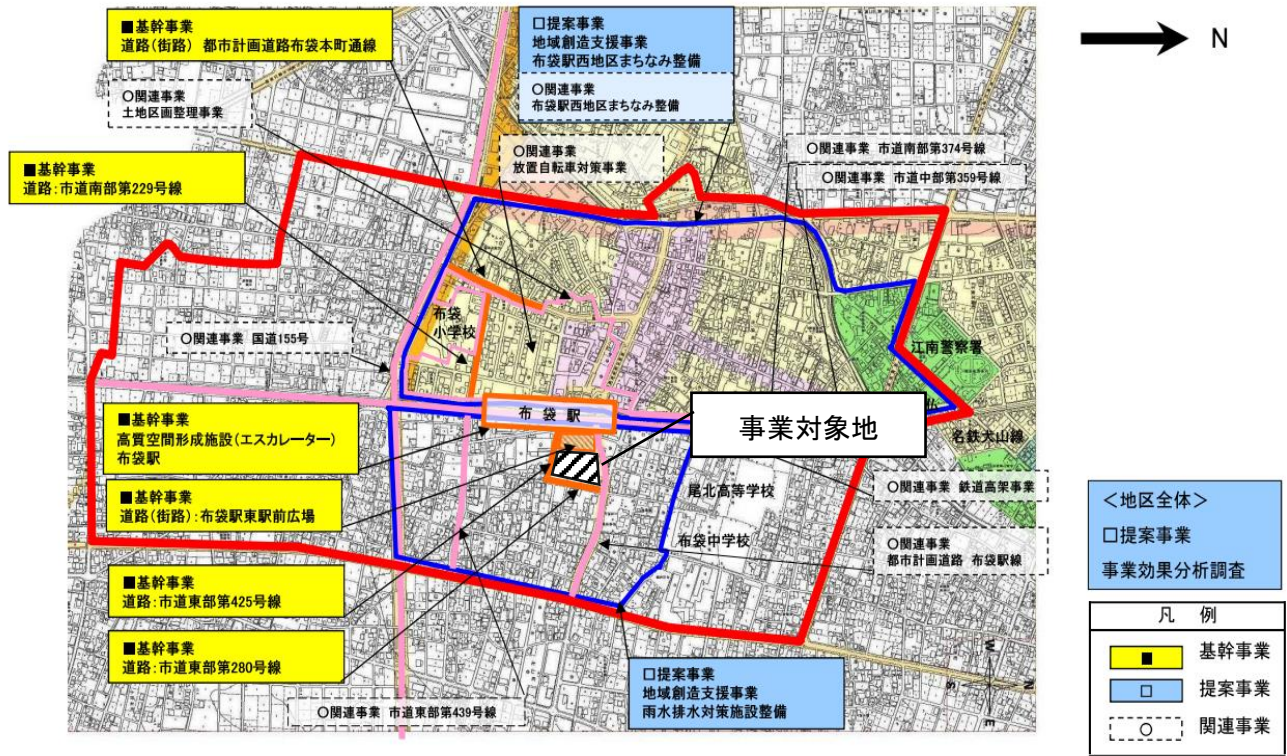 ■基幹事業
道路(街路) 都市計画道路布袋本町通線
□提案事業
地域創造支援事業
布袋駅西地区まちなみ整備
○関連事業
布袋駅西地区まちなみ整備
N
○関連事業
土地区画整理事業
○関連事業
放置自転車対策事業
○関連事業 市道南部第374号線
○関連事業 市道中部第359号線
■基幹事業
道路:市道南部第229号線
布袋
小学校
江南警察署
○関連事業 国道155号
布袋駅
事業対象地
名鉄犬山線
■基幹事業
高質空間形成施設(エスカレーター)
布袋駅
尾北高等学校
○関連事業 鉄道高架事業
■基幹事業
道路(街路):布袋駅東駅前広場
布袋中学校
○関連事業
都市計画道路 布袋駅線
<地区全体>
□提案事業
事業効果分析調査
■基幹事業
道路:市道東部第425号線
■基幹事業
道路:市道東部第280号線
□提案事業
地域創造支援事業
雨水排水対策施設整備
○関連事業 市道東部第439号線
W
S
N
E
凡 例
■ 基幹事業
□ 提案事業
○ 関連事業